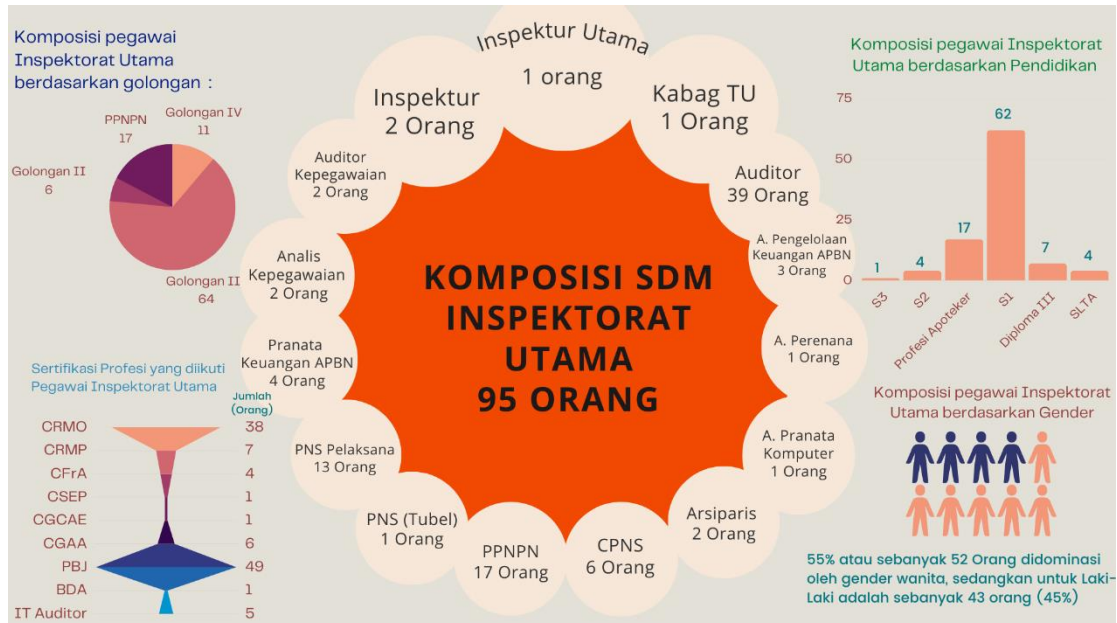 Komposisi pegawai
Inspektorat Utama
berdasarkan golongan :
PPNPN
17
Golongan IV
11
Golongan II
6
Golongan II
64
Sertifikasi Profesi yang diikuti
Pegawai Inspektorat Utama
Jumlah
(Orang)
CRMO 38
CRMP 7
CFrA 4
CSEP 1
CGCAE 1
CGAA 6
PBJ 49
BDA 1
IT Auditor 5
Inspektur Utama
1 orang
Kabag TU
1 Orang
Auditor
39 Orang
A. Pengelolaan
Keuangan APBN
3 Orang
A. Perenana
1 Orang
A. Pranata
Komputer
1 Orang
Arsiparis
2 Orang
CPNS
6 Orang
PPNPN
17 Orang
PNS (Tubel)
1 Orang
PNS Pelaksana
13 Orang
Pranata
Keuangan APBN
4 Orang
Analis
Kepegawaian
2 Orang
Auditor
Kepegawaian
2 Orang
Inspektur
2 Orang
KOMPOSISI SDM
INSPEKTORAT
UTAMA
95 ORANG
Komposisi pegawai Inspektorat
Utama berdasarkan Pendidikan
75
50
25
0
1
4
17
62
7
4
S3
S2
Profesi Apoteker
S1
Diploma III
SLTA
Komposisi pegawai Inspektorat
Utama berdasarkan Gender
55% atau sebanyak 52 Orang didominasi
oleh gender wanita, sedangkan untuk Laki-
Laki adalah sebanyak 43 orang (45%)